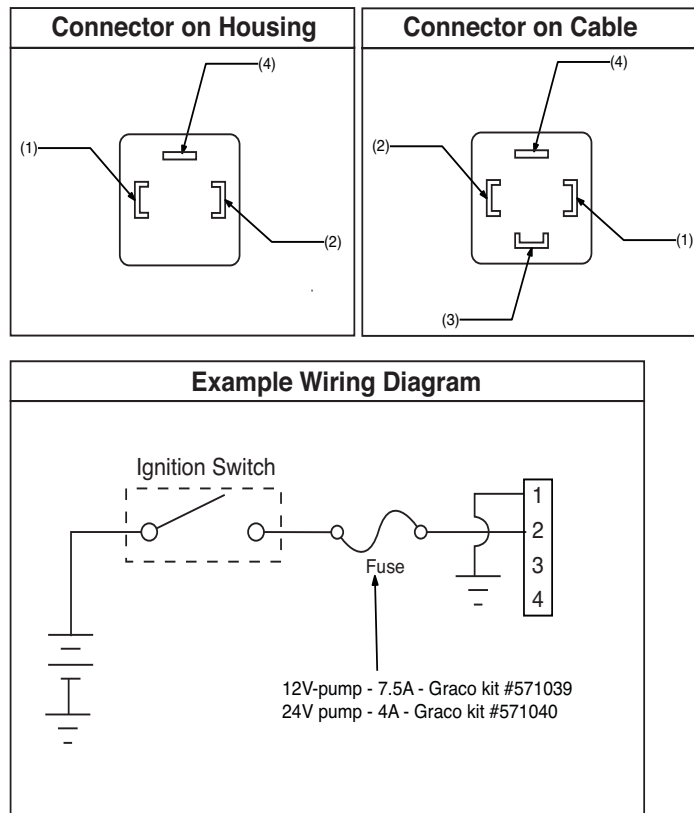 Connector on Housing
(4)
(1)
(2)
Connector on Cable
(4)
(2)
(1)
(3)
Example Wiring Diagram
Ignition Switch
Fuse
1
2
3
4
12V-pump - 7.5A - Graco kit #571039
24V pump - 4A - Graco kit #571040